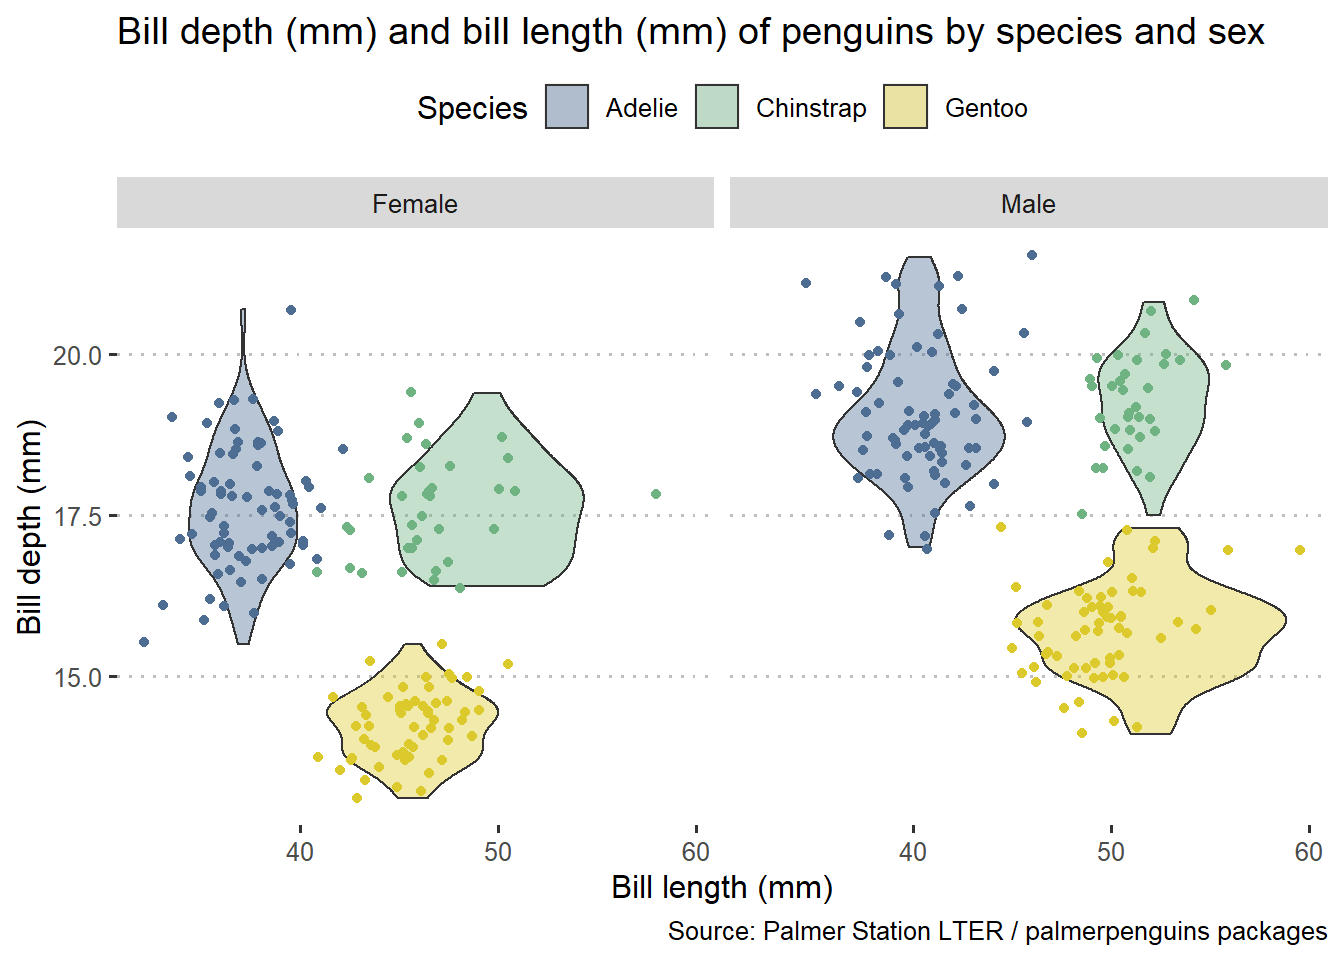 Bill depth (mm) and bill length (mm) of penguins by species and sex
Species Adelie Chinstrap Gentoo
Female Male
20.0
17.5
15.0
Bill depth (mm)
40 50 60 40 50 60
Bill length (mm)
Source: Palmer Station LTER / palmerpenguins packages